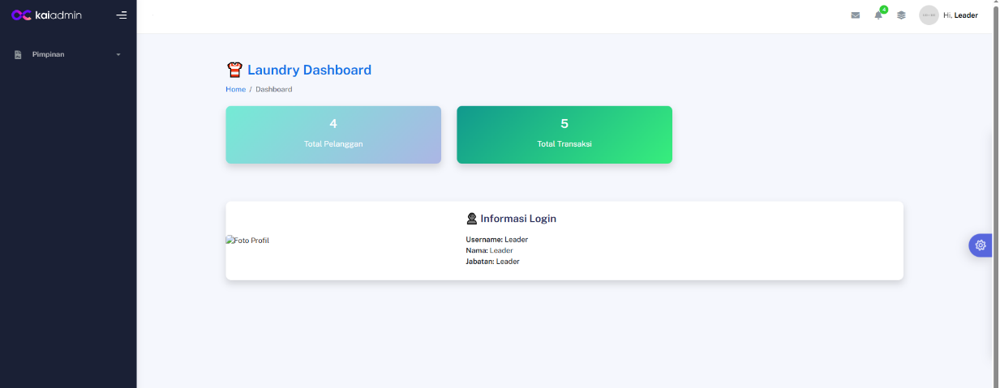 kaiadmin
4
Hi, Leader
Pimpinan
Laundry Dashboard
Home / Dashboard
4
Total Pelanggan
5
Total Transaksi
Informasi Login
Foto Profil
Username: Leader
Nama: Leader
Jabatan: Leader